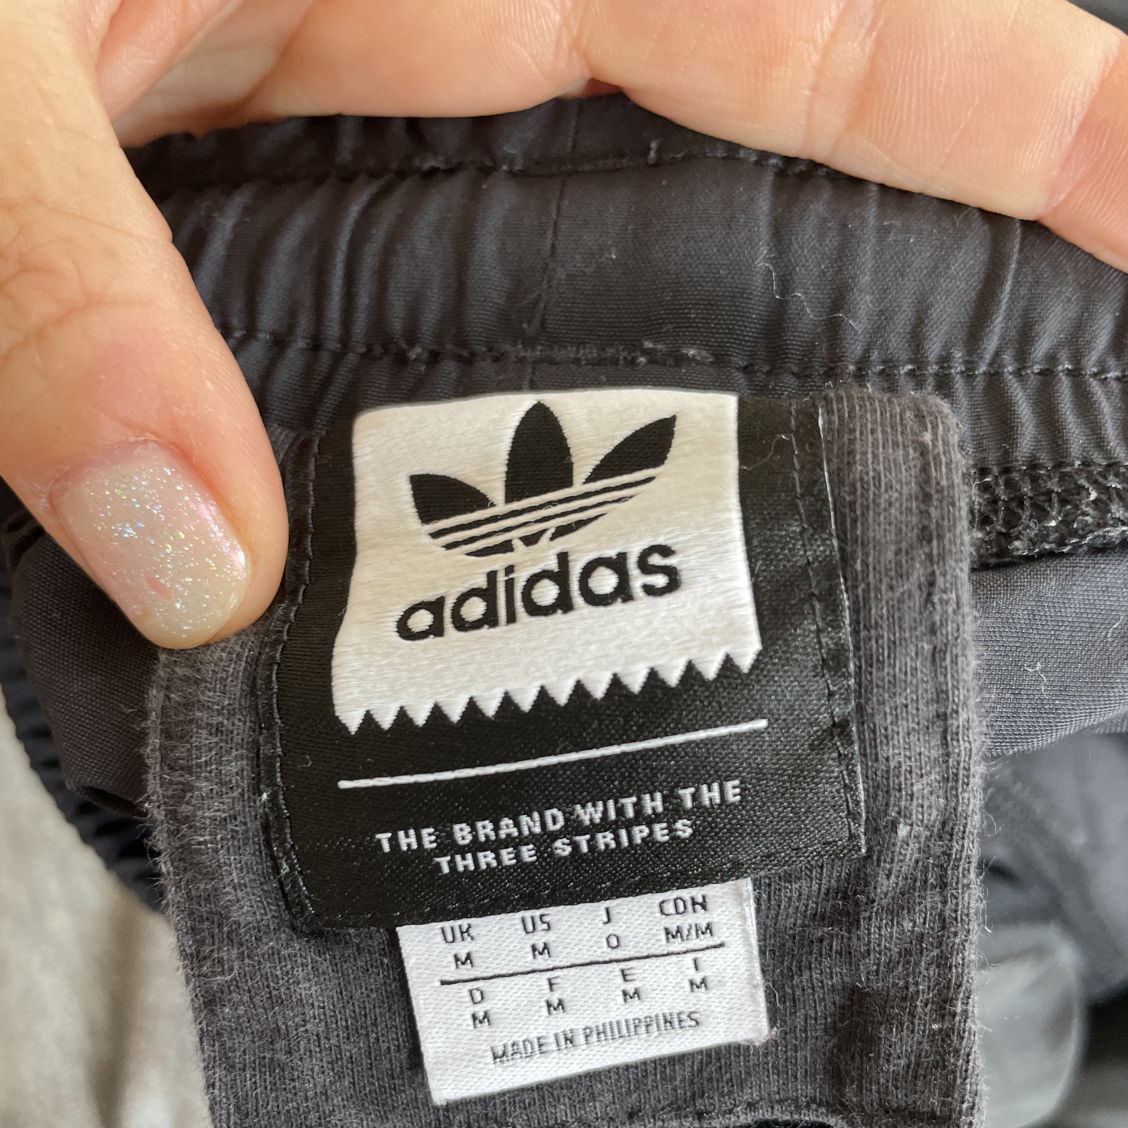 adidas
THE BRAND WITH THE
THREE STRIPES
UK US J CDN
M M O M/M
D F E I
M M M M
MADE IN PHILIPPINES